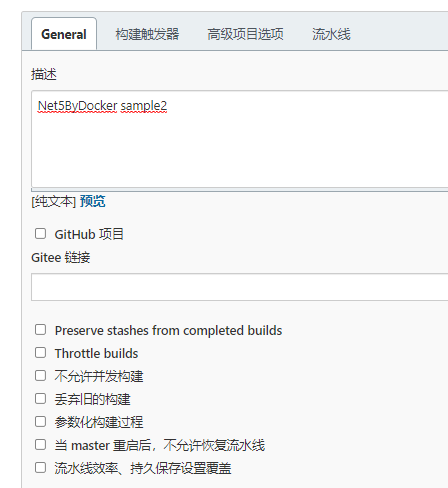 General 构建触发器 高级项目选项 流水线
描述
Net5ByDocker sample2
[纯文本] 预览
GitHub 项目
Gitee 链接
Preserve stashes from completed builds
Throttle builds
不允许并发构建
丢弃旧的构建
参数化构建过程
当 master 重启后，不允许恢复流水线
流水线效率、持久保存设置覆盖